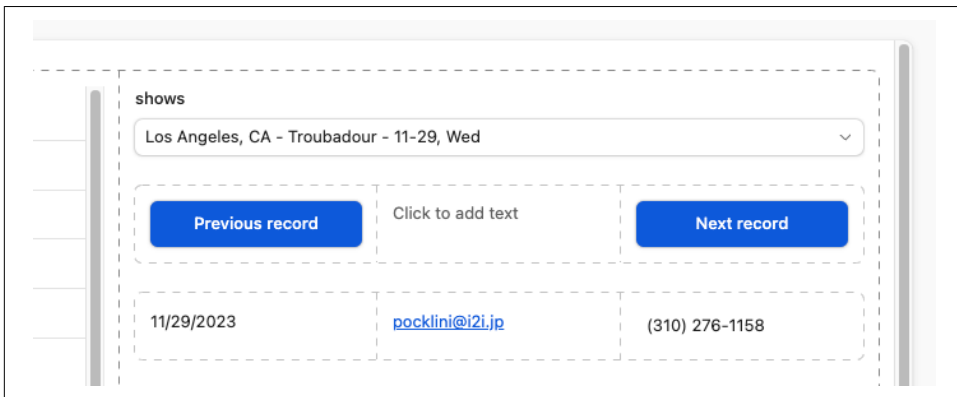 shows
Los Angeles, CA - Troubadour - 11-29, Wed
Previous record
Click to add text
Next record
11/29/2023
pocklini@i2i.jp
(310) 276-1158